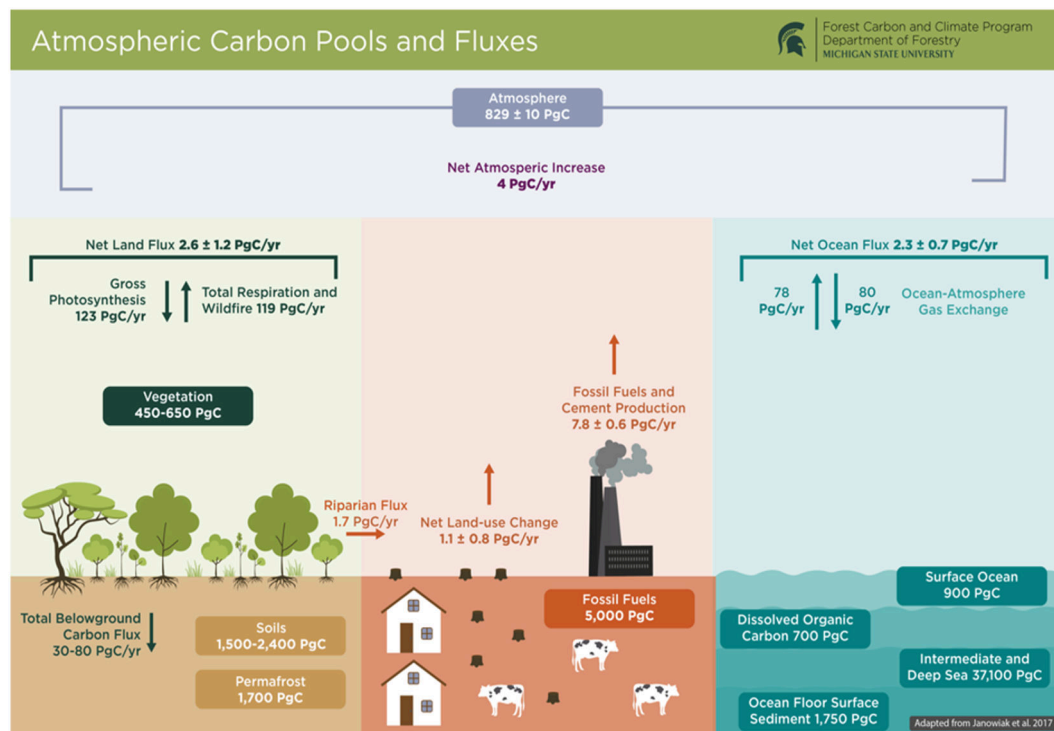 Atmospheric Carbon Pools and Fluxes
Forest Carbon and Climate Program
Department of Forestry
MICHIGAN STATE UNIVERSITY
Atmosphere
829 ± 10 PgC
Net Atmosperic Increase
4 PgC/yr
Net Land Flux 2.6 ± 1.2 PgC/yr
Gross
Photosynthesis
123 PgC/yr
Total Respiration and
Wildfire 119 PgC/yr
Vegetation
450-650 PgC
Riparian Flux
1.7 PgC/yr
Total Belowground
Carbon Flux
30-80 PgC/yr
Soils
1,500-2,400 PgC
Permafrost
1,700 PgC
Fossil Fuels and
Cement Production
7.8 ± 0.6 PgC/yr
Net Land-use Change
1.1 ± 0.8 PgC/yr
Fossil Fuels
5,000 PgC
Net Ocean Flux 2.3 ± 0.7 PgC/yr
78
PgC/yr
80
PgC/yr
Ocean-Atmosphere
Gas Exchange
Surface Ocean
900 PgC
Dissolved Organic
Carbon 700 PgC
Intermediate and
Deep Sea 37,100 PgC
Ocean Floor Surface
Sediment 1,750 PgC
Adapted from Janowiak et al. 2017